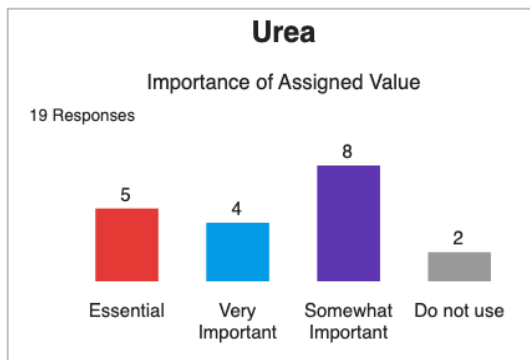 Urea
Importance of Assigned Value
19 Responses
5
4
8
2
Essential
Very
Important
Somewhat
Important
Do not use